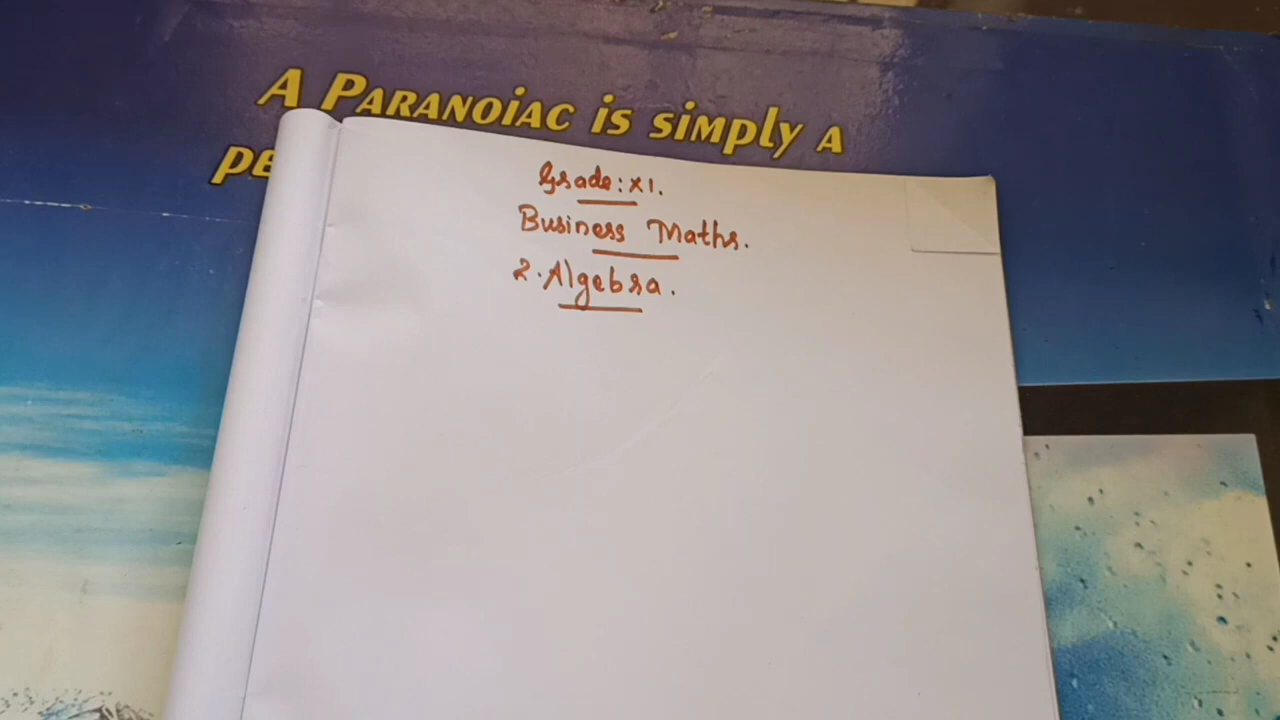 A PARANOIAC IS SIMPLY A
PE
Grade: XI.
Business Maths.
2. Algebra.